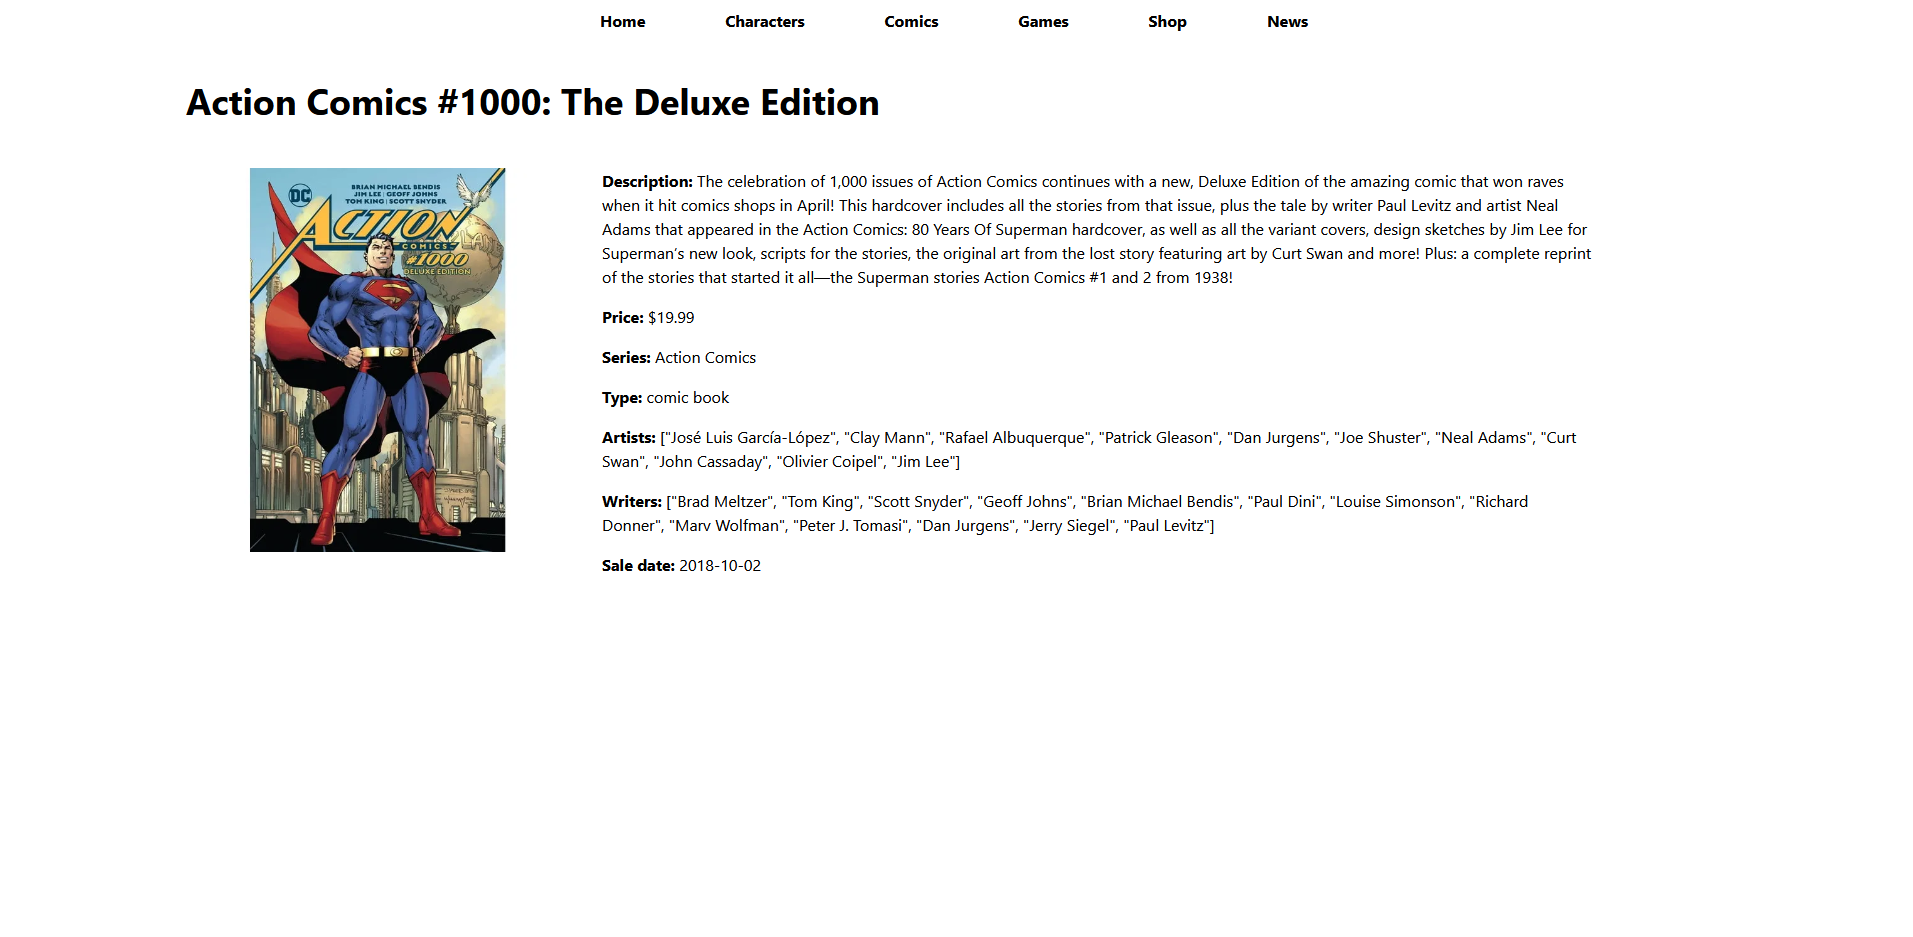 Home Characters Comics Games Shop News
Action Comics #1000: The Deluxe Edition
DC
BRIAN MICHAEL BENDIS
JIM LEE | GEOFF JOHNS
TOM KING | SCOTT SNYDER
ACTION
COMICS
#1000
DELUXE EDITION
Description: The celebration of 1,000 issues of Action Comics continues with a new, Deluxe Edition of the amazing comic that won raves
when it hit comics shops in April! This hardcover includes all the stories from that issue, plus the tale by writer Paul Levitz and artist Neal
Adams that appeared in the Action Comics: 80 Years Of Superman hardcover, as well as all the variant covers, design sketches by Jim Lee for
Superman’s new look, scripts for the stories, the original art from the lost story featuring art by Curt Swan and more! Plus: a complete reprint
of the stories that started it all—the Superman stories Action Comics #1 and 2 from 1938!
Price: $19.99
Series: Action Comics
Type: comic book
Artists: ["José Luis García-López", "Clay Mann", "Rafael Albuquerque", "Patrick Gleason", "Dan Jurgens", "Joe Shuster", "Neal Adams", "Curt
Swan", "John Cassaday", "Olivier Coipel", "Jim Lee"]
Writers: ["Brad Meltzer", "Tom King", "Scott Snyder", "Geoff Johns", "Brian Michael Bendis", "Paul Dini", "Louise Simonson", "Richard
Donner", "Marv Wolfman", "Peter J. Tomasi", "Dan Jurgens", "Jerry Siegel", "Paul Levitz"]
Sale date: 2018-10-02